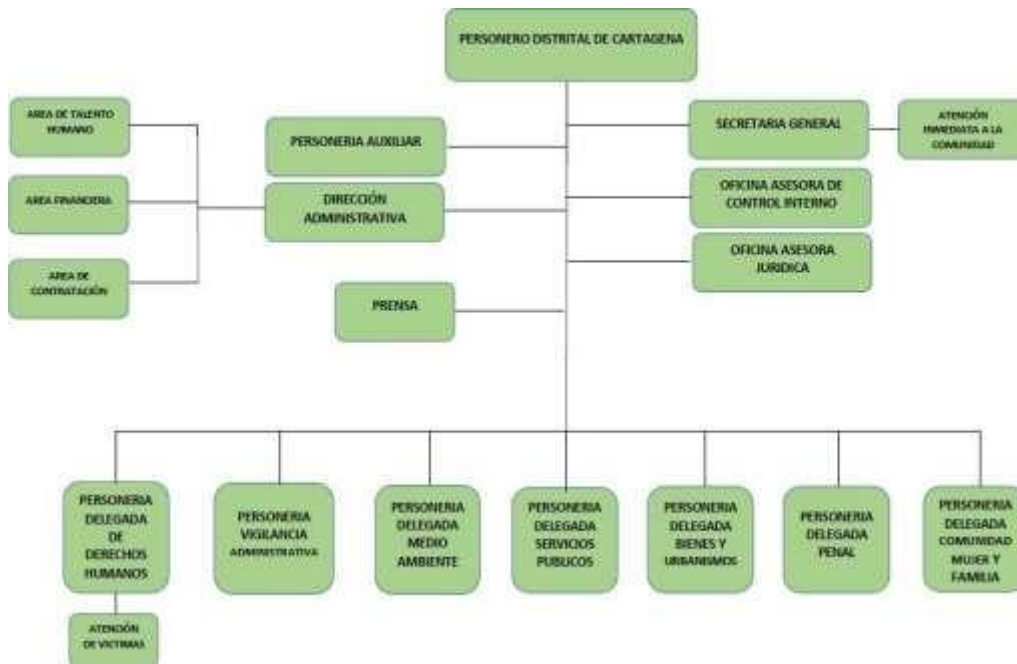 PERSONERO DISTRITAL DE CARTAGENA
AREA DE TALENTO
HUMANO
PERSONERIA AUXILIAR
SECRETARIA GENERAL
ATENCIÓN
INMEDIATA A LA
COMUNIDAD
AREA FINANCIERA
DIRECCIÓN
ADMINISTRATIVA
OFICINA ASESORA DE
CONTROL INTERNO
AREA DE
CONTRATACIÓN
OFICINA ASESORA
JURIDICA
PRENSA
PERSONERIA
DELEGADA
DE
DERECHOS
HUMANOS
PERSONERIA
VIGILANCIA
ADMINISTRATIVA
PERSONERIA
DELEGADA
MEDIO
AMBIENTE
PERSONERIA
DELEGADA
SERVICIOS
PUBLICOS
PERSONERIA
DELEGADA
BIENES Y
URBANISMOS
PERSONERIA
DELEGADA
PENAL
PERSONERIA
DELEGADA
COMUNIDAD
MUJER Y
FAMILIA
ATENCIÓN
DE VICTIMAS